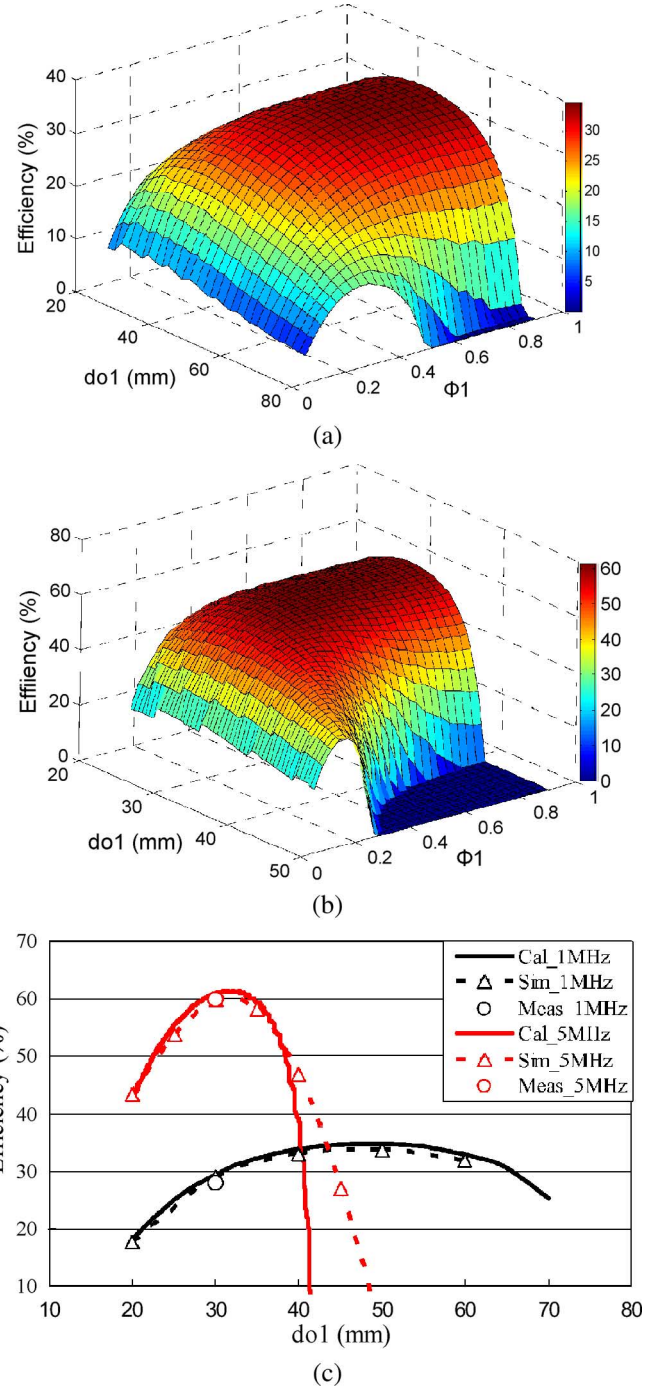 40
30
20
10
0
Efficiency (%)
20
40
60
80
do1 (mm)
0
0.2
0.4
0.6
0.8
1
Φ1
30
25
20
15
10
5
(a)
80
60
40
20
0
Effiiency (%)
20
30
40
50
do1 (mm)
0
0.2
0.4
0.6
0.8
1
Φ1
60
50
40
30
20
10
0
(b)
70
60
50
40
30
20
10
Efficiency (%)
Cal_1MHz
Sim_1MHz
Meas_1MHz
Cal_5MHz
Sim_5MHz
Meas_5MHz
10 20 30 40 50 60 70 80
do1 (mm)
(c)